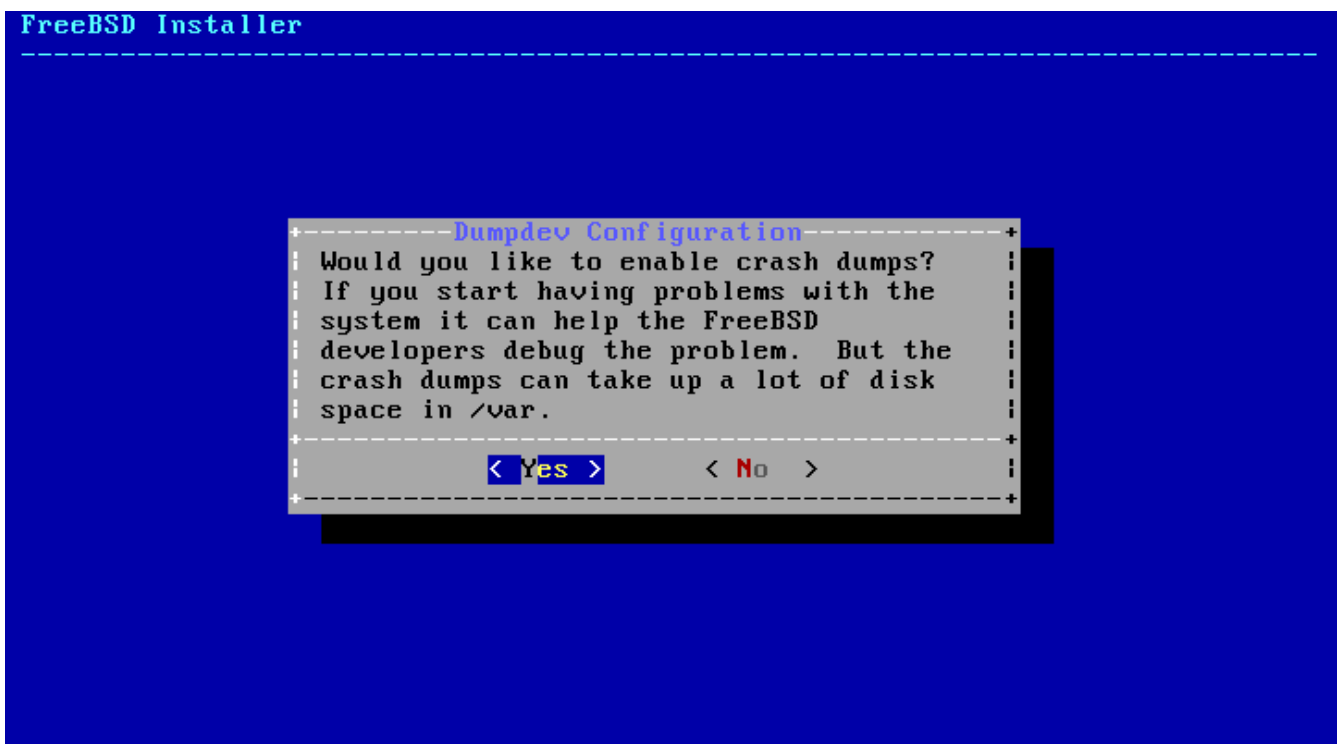 FreeBSD Installer
Dumpdev Configuration
Would you like to enable crash dumps?
If you start having problems with the
system it can help the FreeBSD
developers debug the problem.  But the
crash dumps can take up a lot of disk
space in /var.
< Yes >      < No  >